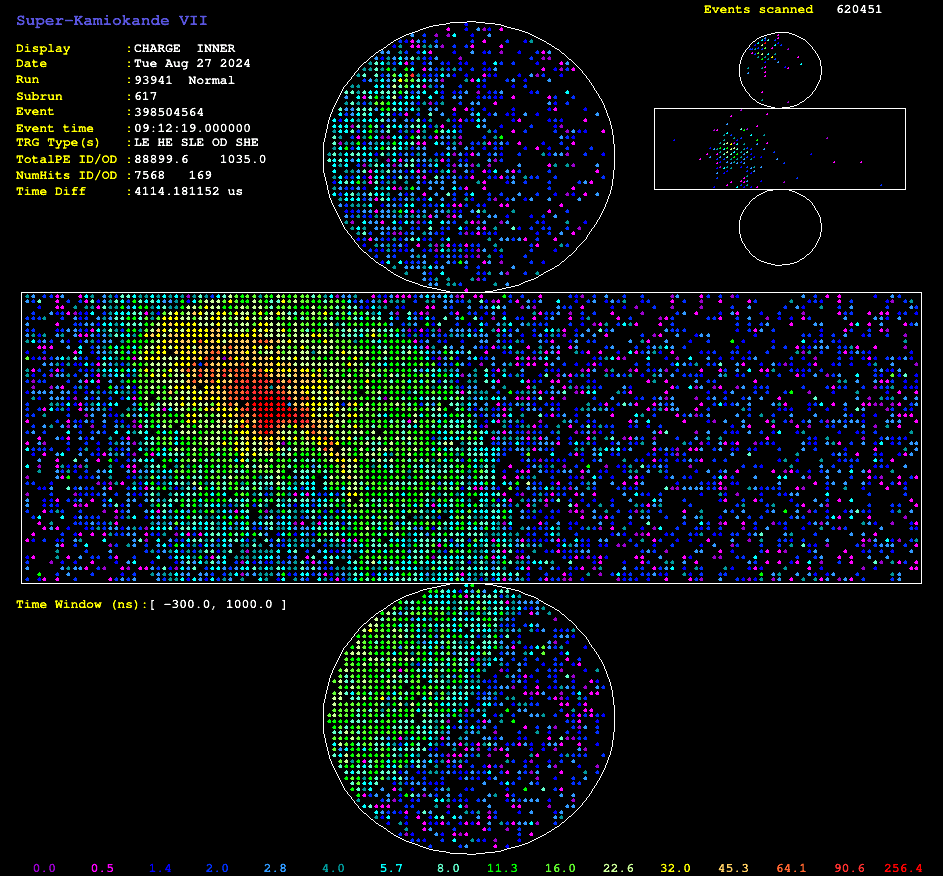 Super-Kamiokande VII
Events scanned 620451
Display :CHARGE INNER
Date :Tue Aug 27 2024
Run :93941 Normal
Subrun :617
Event :398504564
Event time :09:12:19.000000
TRG Type(s) :LE HE SLE OD SHE
TotalPE ID/OD :88899.6 1035.0
NumHits ID/OD :7568 169
Time Diff :4114.181152 us
Time Window (ns):[ -300.0, 1000.0 ]
0.0 0.5 1.4 2.0 2.8 4.0 5.7 8.0 11.3 16.0 22.6 32.0 45.3 64.1 90.6 256.4